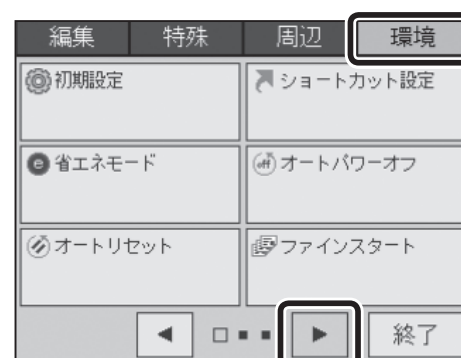 編集 特殊 周辺 環境
初期設定 ショートカット設定
省エネモード オートパワーオフ
オートリセット ファインスタート
終了